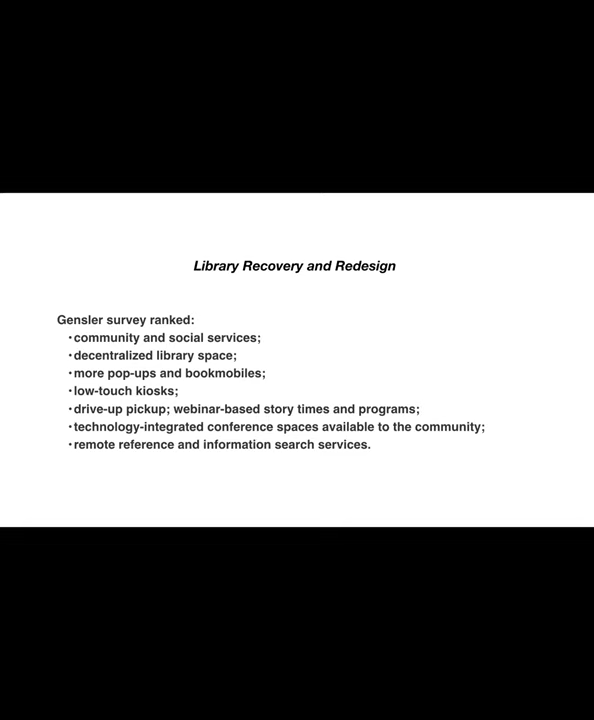 Library Recovery and Redesign
Gensler survey ranked:
•community and social services;
•decentralized library space;
•more pop-ups and bookmobiles;
•low-touch kiosks;
•drive-up pickup; webinar-based story times and programs;
•technology-integrated conference spaces available to the community;
•remote reference and information search services.